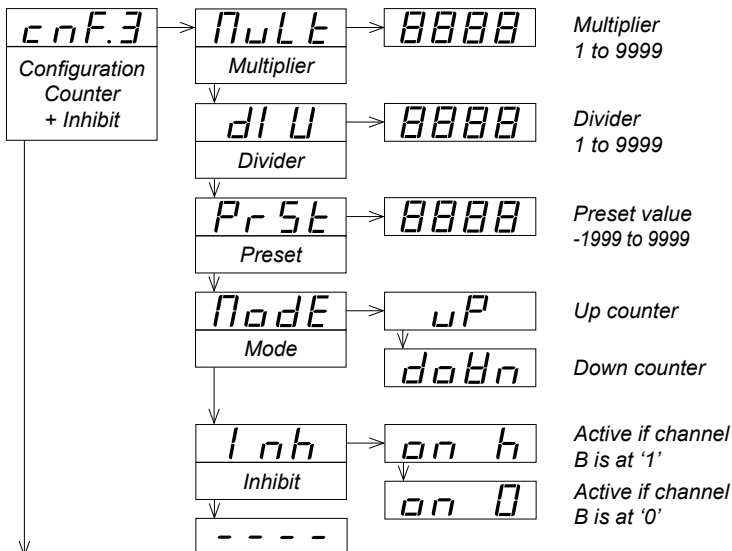 cnF.3
Configuration
Counter
+ Inhibit
MuLt
Multiplier
8888
Multiplier
1 to 9999
dI U
Divider
8888
Divider
1 to 9999
PrSt
Preset
8888
Preset value
-1999 to 9999
ModE
Mode
uP
Up counter
doWn
Down counter
I nh
Inhibit
on h
Active if channel
B is at ‘1’
on 0
Active if channel
B is at ‘0’
- - - -